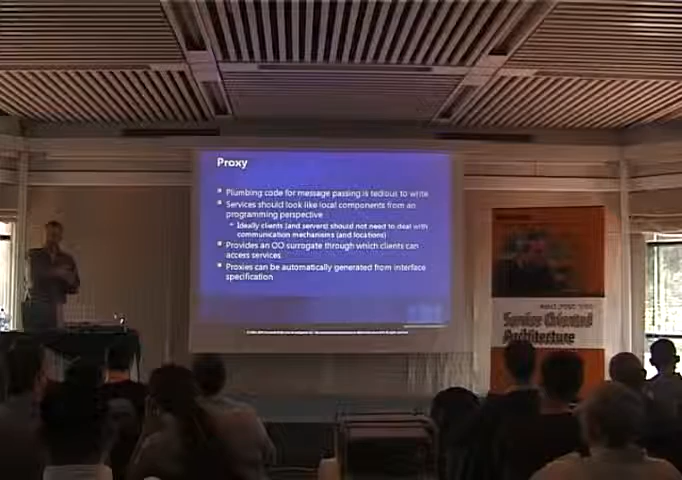 Proxy
Plumbing code for message passing is tedious to write
Services should look like local components from an
programming perspective
Ideally clients (and servers) should not need to deal with
communication mechanisms (and locations)
Provides an OO surrogate through which clients can
access services
Proxies can be automatically generated from interface
specification
Service Oriented
Architecture